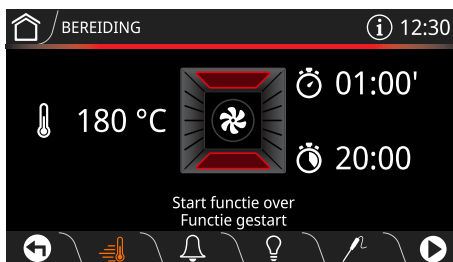 BEREIDING
i 12:30
180 °C
01:00'
20:00
Start functie over
Functie gestart